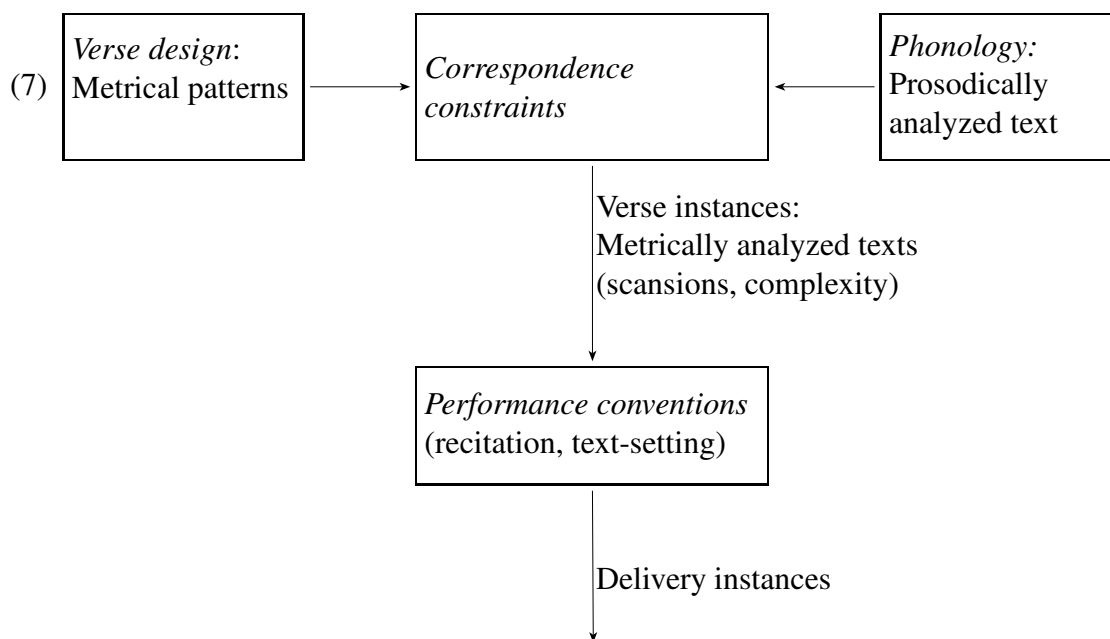 (7)
Verse design:
Metrical patterns
Correspondence
constraints
Phonology:
Prosodically
analyzed text
Verse instances:
Metrically analyzed texts
(scansions, complexity)
Performance conventions
(recitation, text-setting)
Delivery instances